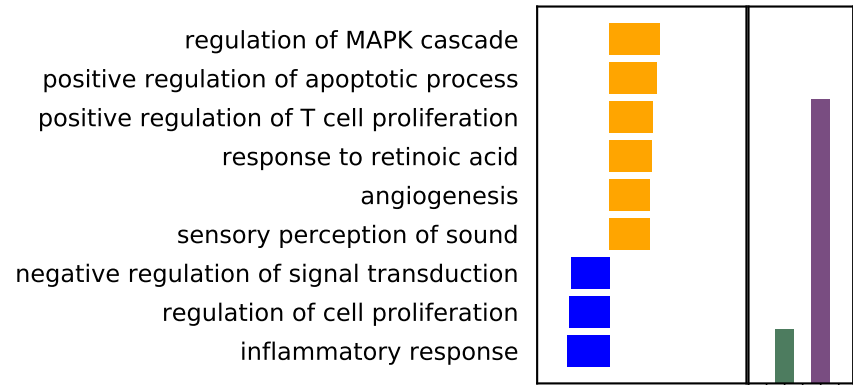 regulation of MAPK cascade
positive regulation of apoptotic process
positive regulation of T cell proliferation
response to retinoic acid
angiogenesis
sensory perception of sound
negative regulation of signal transduction
regulation of cell proliferation
inflammatory response